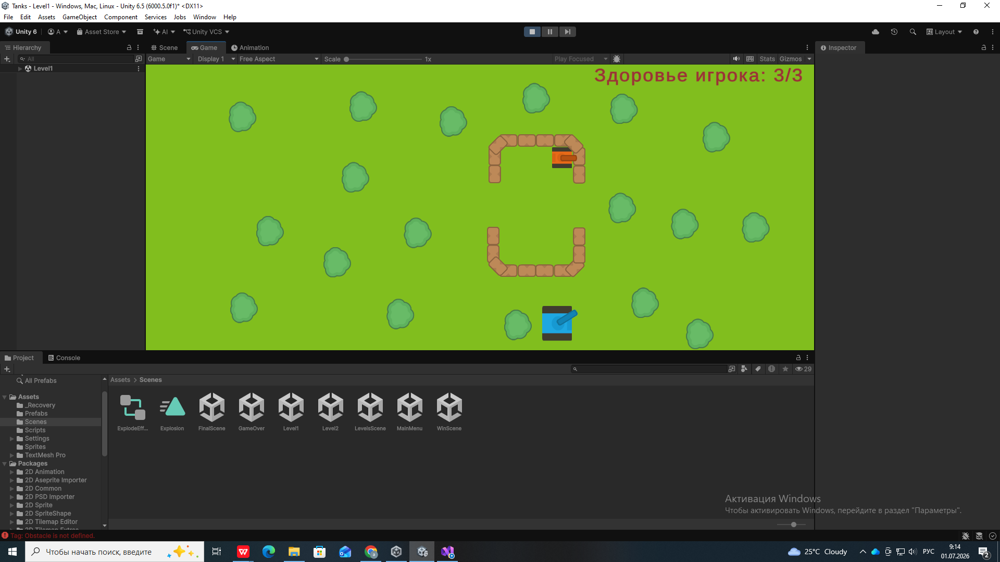 Tanks - Level1 - Windows, Mac, Linux - Unity 6.5 (6000.5.0f1)* <DX11>
File Edit Assets GameObject Component Services Jobs Window Help
Unity 6 A Asset Store AI Unity VCS Layout
Hierarchy Scene Game Animation Inspector
All Game Display 1 Free Aspect Scale 1x Play Focused Stats Gizmos
Level1
Здоровье игрока: 3/3
Project Console
29
All Prefabs
Assets > Scenes
Assets
_Recovery
Prefabs
Scenes
Scripts
Settings
Sprites
TextMesh Pro
Packages
2D Animation
2D Aseprite Importer
2D Common
2D PSD Importer
2D Sprite
2D SpriteShape
2D Tilemap Editor
2D Tilemap Extras
ExplodeEff... Explosion FinalScene GameOver Level1 Level2 LevelsScene MainMenu WinScene
Активация Windows
Чтобы активировать Windows, перейдите в раздел "Параметры".
Tag: Obstacle is not defined.
Чтобы начать поиск, введите
25°C Cloudy
РУС
9:14
01.07.2026
2